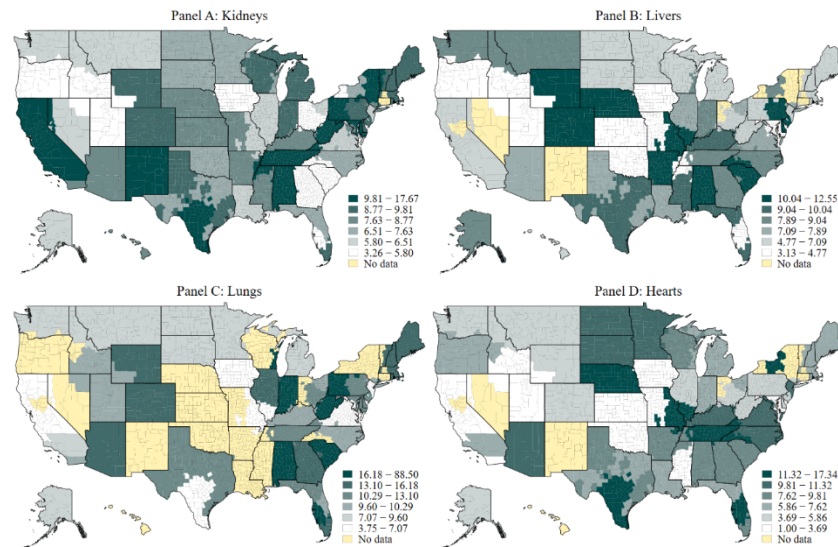 Panel A: Kidneys
9.81 − 17.67
8.77 − 9.81
7.63 − 8.77
6.51 − 7.63
5.80 − 6.51
3.26 − 5.80
No data
Panel B: Livers
10.04 − 12.55
9.04 − 10.04
7.89 − 9.04
7.09 − 7.89
4.77 − 7.09
3.13 − 4.77
No data
Panel C: Lungs
16.18 − 88.50
13.10 − 16.18
10.29 − 13.10
9.60 − 10.29
7.07 − 9.60
3.75 − 7.07
No data
Panel D: Hearts
11.32 − 17.34
9.81 − 11.32
7.62 − 9.81
5.86 − 7.62
3.69 − 5.86
1.00 − 3.69
No data